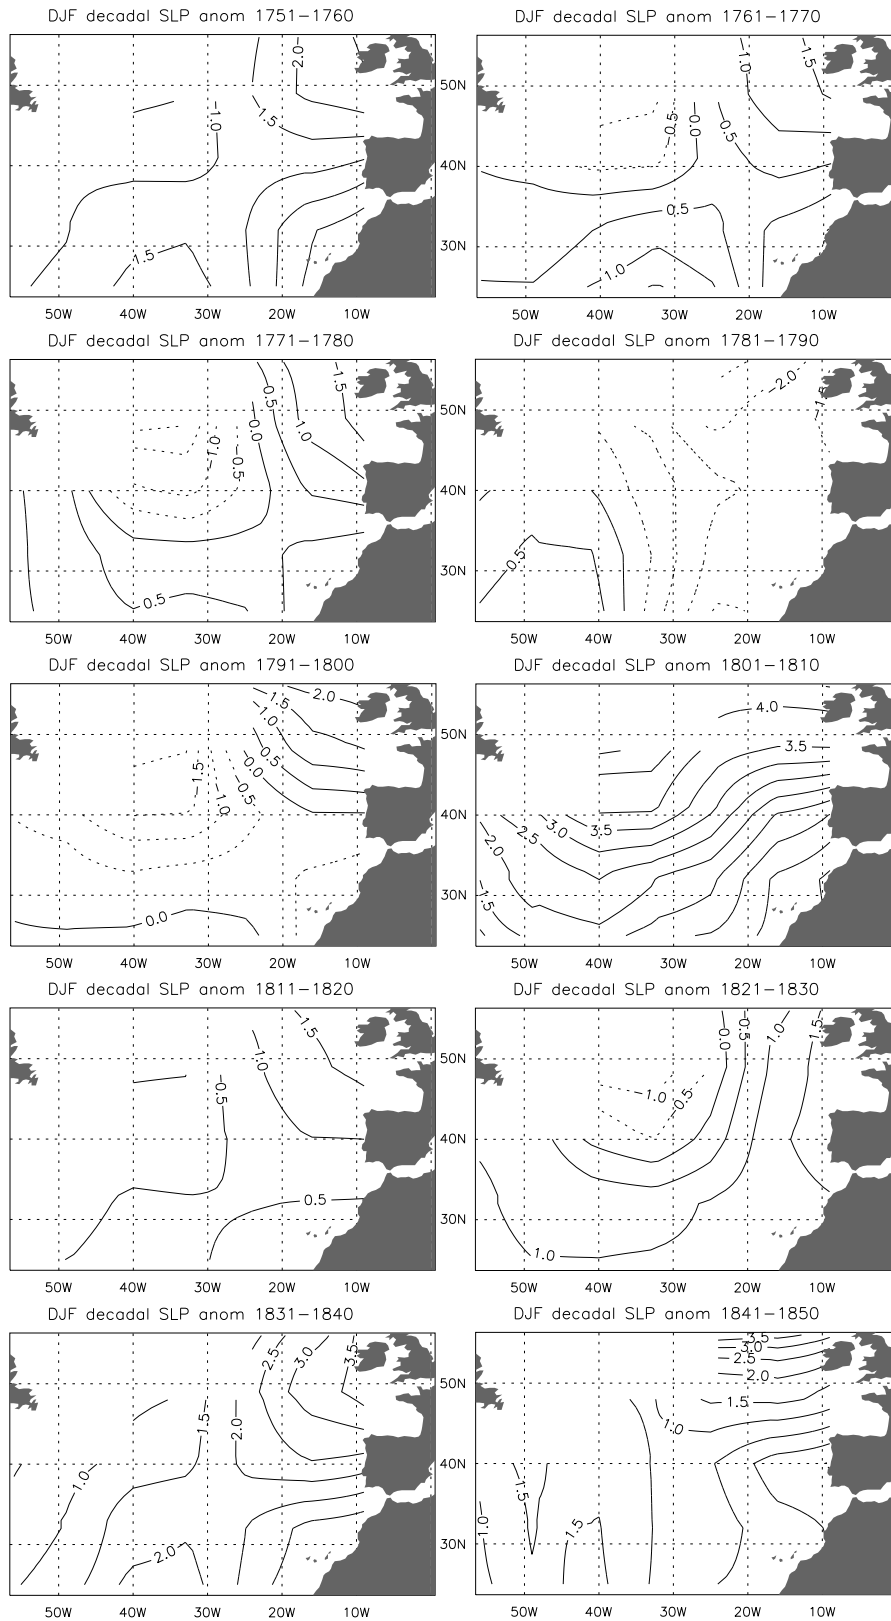 DJF decadal SLP anom 1751−1760
2.0
1.5
1.0
1.5
50W 40W 30W 20W 10W
DJF decadal SLP anom 1761−1770
1.0
1.5
−0.5
0.0
0.5
0.5
1.0
50N
40N
30N
50W 40W 30W 20W 10W
DJF decadal SLP anom 1771−1780
0.5
1.5
0.0
1.0
−1.0
−0.5
0.5
50W 40W 30W 20W 10W
DJF decadal SLP anom 1781−1790
−2.0
−1.5
0.5
50N
40N
30N
50W 40W 30W 20W 10W
DJF decadal SLP anom 1791−1800
1.5
2.0
1.0
0.5
0.0
−1.5
−1.0
−0.5
0.0
50W 40W 30W 20W 10W
DJF decadal SLP anom 1801−1810
4.0
3.5
3.5
3.0
2.5
2.0
1.5
50N
40N
30N
50W 40W 30W 20W 10W
DJF decadal SLP anom 1811−1820
1.5
1.0
0.5
0.5
50W 40W 30W 20W 10W
DJF decadal SLP anom 1821−1830
0.0
0.5
1.0
1.5
−1.0
−0.5
1.0
50N
40N
30N
50W 40W 30W 20W 10W
DJF decadal SLP anom 1831−1840
2.5
3.0
3.5
1.5
2.0
1.0
2.0
50W 40W 30W 20W 10W
DJF decadal SLP anom 1841−1850
3.5
3.0
2.5
2.0
1.5
1.0
1.5
1.0
1.5
50N
40N
30N
50W 40W 30W 20W 10W